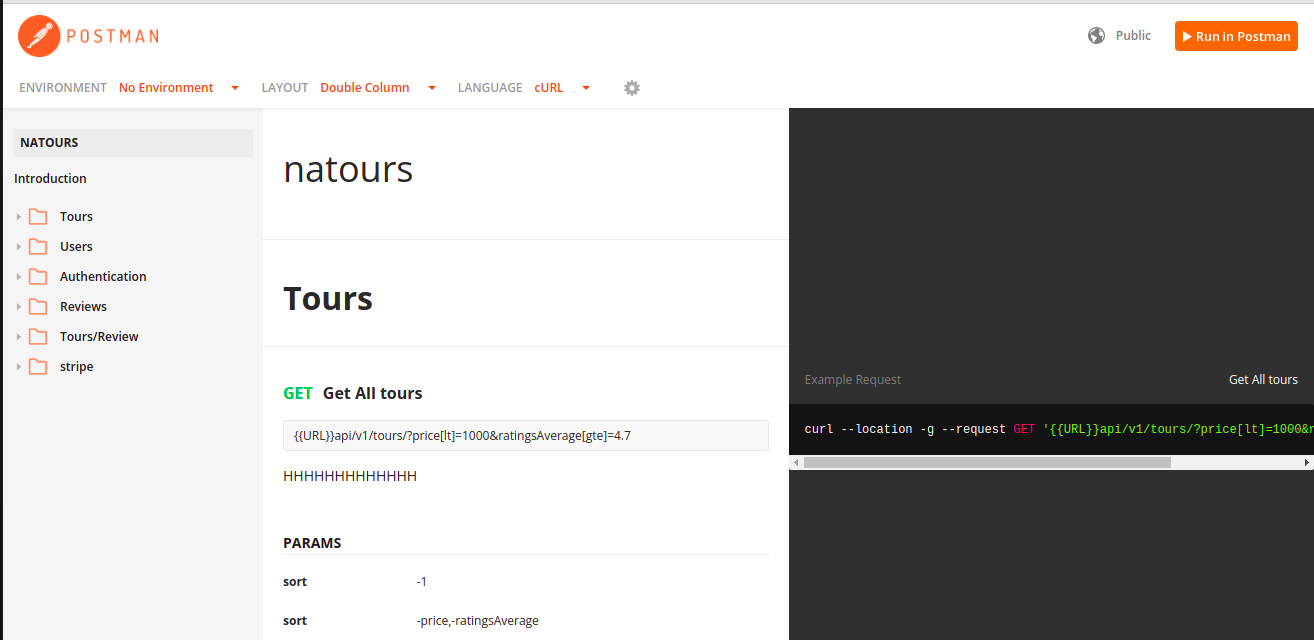 POSTMAN
Public
Run in Postman
ENVIRONMENT No Environment LAYOUT Double Column LANGUAGE cURL
NATOURS
Introduction
Tours
Users
Authentication
Reviews
Tours/Review
stripe
natours
Tours
GET Get All tours
{{URL}}api/v1/tours/?price[lt]=1000&ratingsAverage[gte]=4.7
HHHHHHHHHHHHH
PARAMS
sort -1
sort -price,-ratingsAverage
Example Request Get All tours
curl --location -g --request GET '{{URL}}api/v1/tours/?price[lt]=1000&r